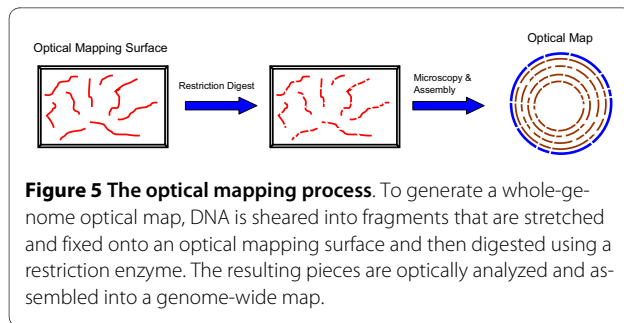 Optical Mapping Surface
Restriction Digest
Microscopy &
Assembly
Optical Map
Figure 5 The optical mapping process. To generate a whole-ge-
nome optical map, DNA is sheared into fragments that are stretched
and fixed onto an optical mapping surface and then digested using a
restriction enzyme. The resulting pieces are optically analyzed and as-
sembled into a genome-wide map.